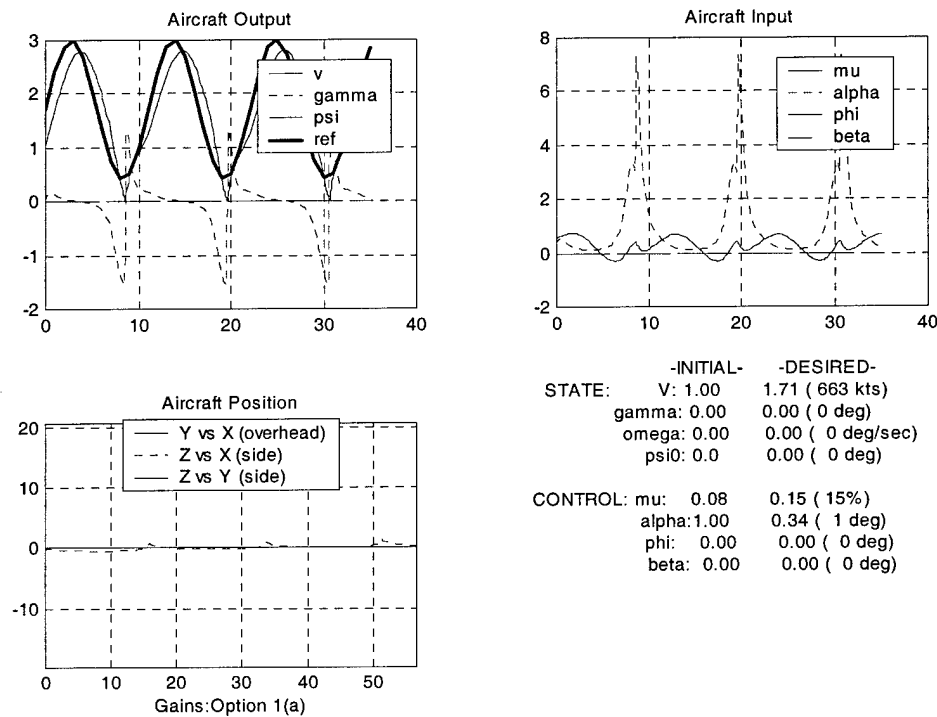 Aircraft Output
3
2
1
0
-1
-2
0 10 20 30 40
v
gamma
psi
ref
Aircraft Input
8
6
4
2
0
-2
0 10 20 30 40
mu
alpha
phi
beta
Aircraft Position
20
10
0
-10
0 10 20 30 40 50
Y vs X (overhead)
Z vs X (side)
Z vs Y (side)
Gains:Option 1(a)
-INITIAL- -DESIRED-
STATE: V: 1.00 1.71 ( 663 kts)
gamma: 0.00 0.00 ( 0 deg)
omega: 0.00 0.00 ( 0 deg/sec)
psi0: 0.0 0.00 ( 0 deg)
CONTROL: mu: 0.08 0.15 ( 15%)
alpha:1.00 0.34 ( 1 deg)
phi: 0.00 0.00 ( 0 deg)
beta: 0.00 0.00 ( 0 deg)